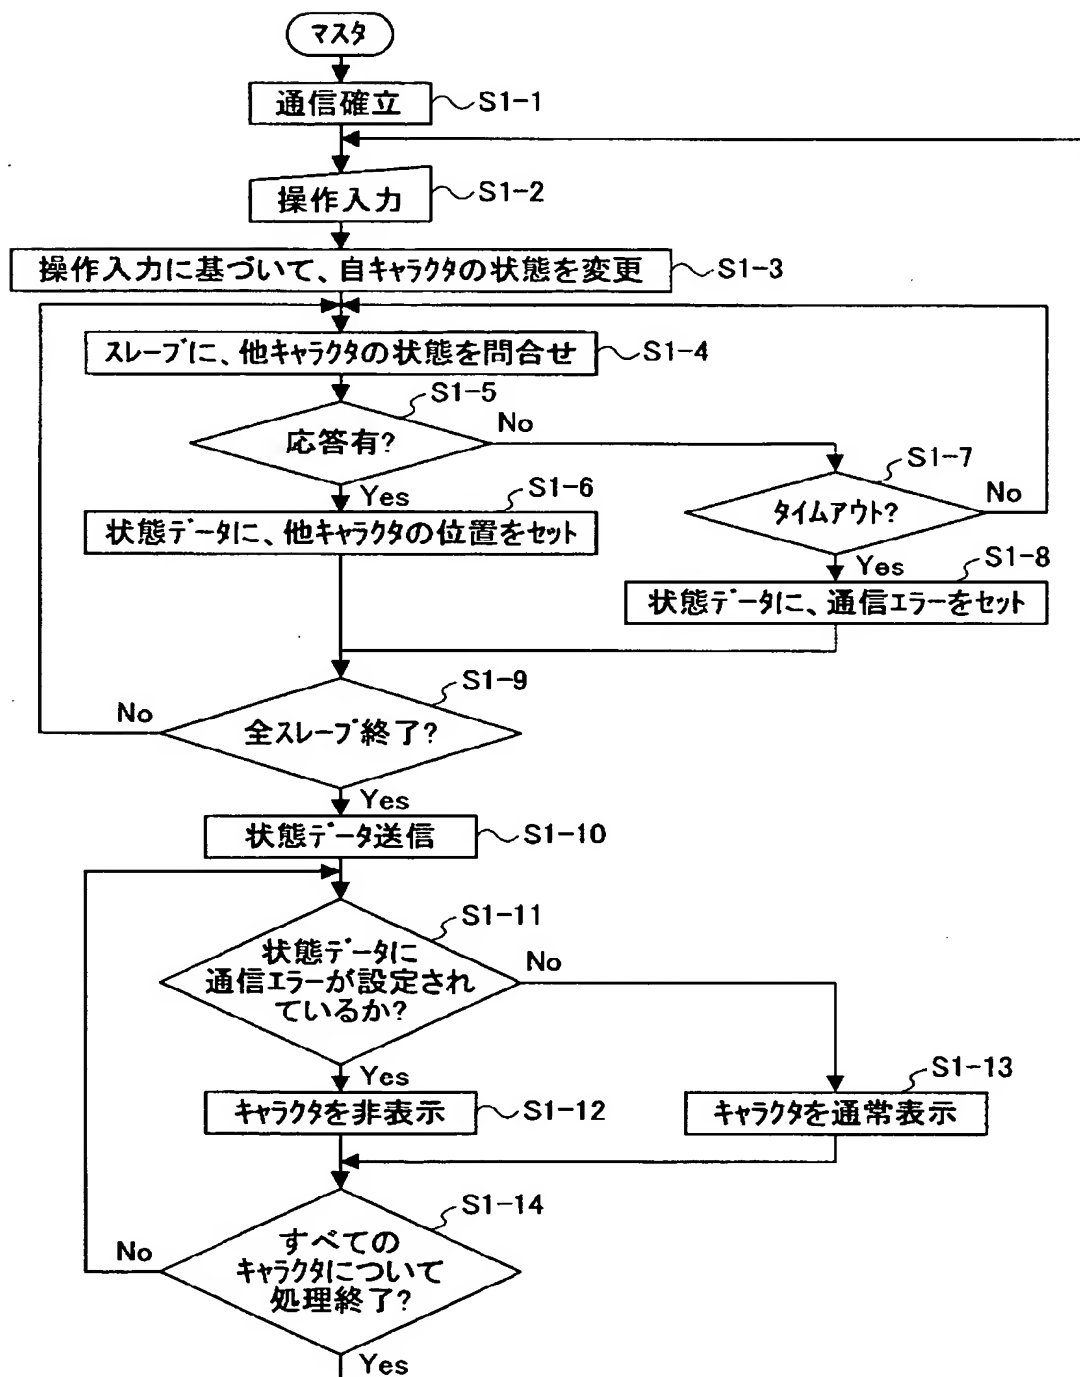 マスタ
通信確立
S1-1
操作入力
S1-2
操作入力に基づいて、自キャラクタの状態を変更
S1-3
スレーブに、他キャラクタの状態を問合せ
S1-4
S1-5
応答有?
No
Yes
S1-6
状態データに、他キャラクタの位置をセット
S1-7
タイムアウト?
No
Yes
S1-8
状態データに、通信エラーをセット
S1-9
No
全スレーブ終了?
Yes
状態データ送信
S1-10
S1-11
状態データに
通信エラーが設定され
ているか?
No
Yes
キャラクタを非表示
S1-12
S1-13
キャラクタを通常表示
S1-14
No
すべての
キャラクタについて
処理終了?
Yes